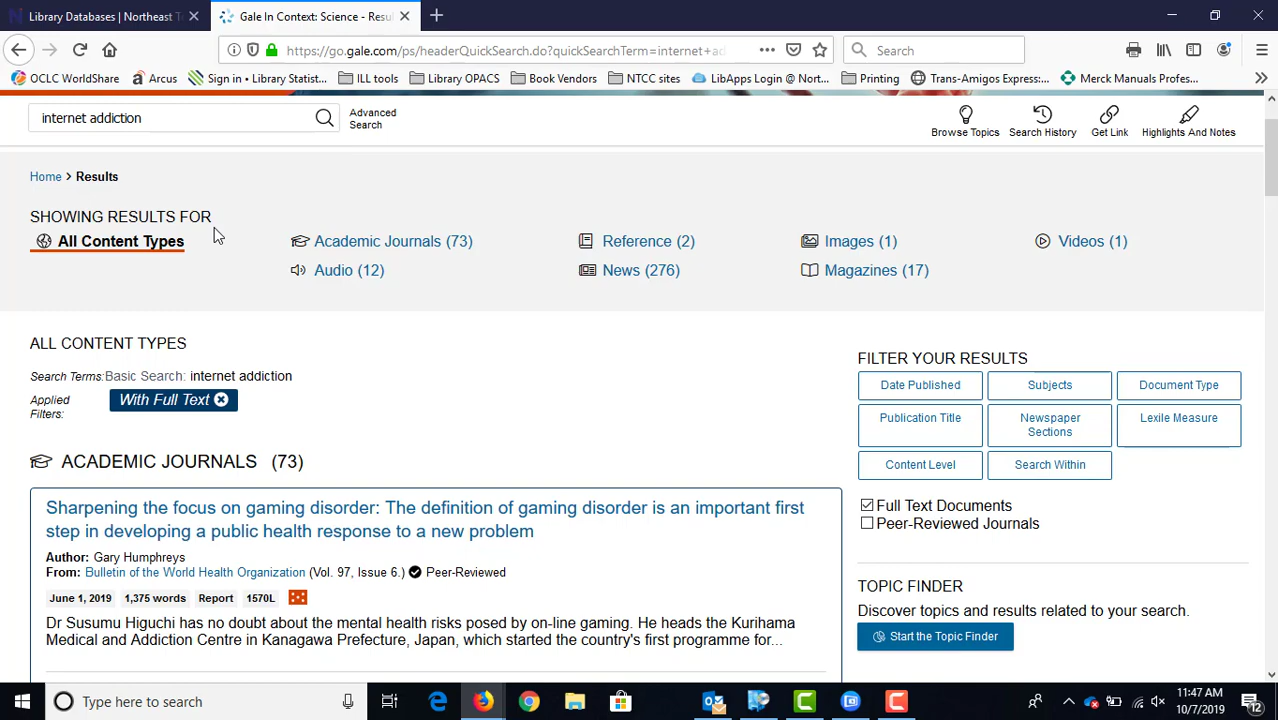 Library Databases | Northeast T
Gale In Context: Science - Resul
https://go.gale.com/ps/headerQuickSearch.do?quickSearchTerm=internet+ad
Search
OCLC WorldShare
Arcus
Sign in • Library Statist...
ILL tools
Library OPACS
Book Vendors
NTCC sites
LibApps Login @ Nort...
Printing
Trans-Amigos Express:...
Merck Manuals Profes...
internet addiction
Advanced
Search
Browse Topics
Search History
Get Link
Highlights And Notes
Home > Results
SHOWING RESULTS FOR
All Content Types
Academic Journals (73)
Reference (2)
Images (1)
Videos (1)
Audio (12)
News (276)
Magazines (17)
ALL CONTENT TYPES
Search Terms: Basic Search: internet addiction
Applied
Filters:
With Full Text
ACADEMIC JOURNALS (73)
Sharpening the focus on gaming disorder: The definition of gaming disorder is an important first
step in developing a public health response to a new problem
Author: Gary Humphreys
From: Bulletin of the World Health Organization (Vol. 97, Issue 6.) Peer-Reviewed
June 1, 2019 1,375 words Report 1570L
Dr Susumu Higuchi has no doubt about the mental health risks posed by on-line gaming. He heads the Kurihama
Medical and Addiction Centre in Kanagawa Prefecture, Japan, which started the country's first programme for...
FILTER YOUR RESULTS
Date Published
Subjects
Document Type
Publication Title
Newspaper
Sections
Lexile Measure
Content Level
Search Within
Full Text Documents
Peer-Reviewed Journals
TOPIC FINDER
Discover topics and results related to your search.
Start the Topic Finder
Type here to search
11:47 AM
10/7/2019
12